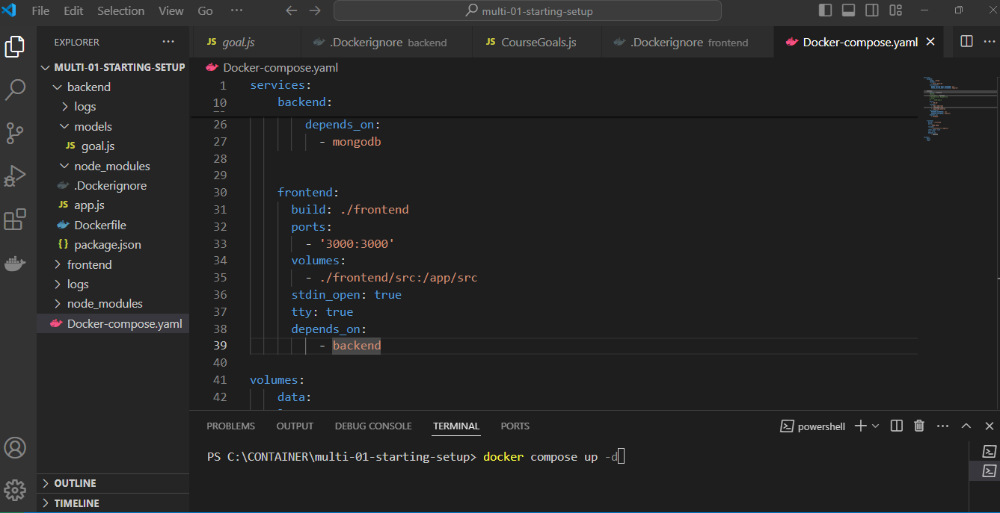 File Edit Selection View Go ··· multi-01-starting-setup
EXPLORER ···
MULTI-01-STARTING-SETUP
backend
logs
models
JS goal.js
node_modules
.Dockerignore
JS app.js
Dockerfile
{} package.json
frontend
logs
node_modules
Docker-compose.yaml
OUTLINE
TIMELINE
JS goal.js .Dockerignore backend JS CourseGoals.js .Dockerignore frontend Docker-compose.yaml
Docker-compose.yaml
1 services:
10 backend:
26 depends_on:
27 - mongodb
28
29
30 frontend:
31 build: ./frontend
32 ports:
33 - '3000:3000'
34 volumes:
35 - ./frontend/src:/app/src
36 stdin_open: true
37 tty: true
38 depends_on:
39 - backend
40
41 volumes:
42 data:
PROBLEMS OUTPUT DEBUG CONSOLE TERMINAL PORTS powershell
PS C:\CONTAINER\multi-01-starting-setup> docker compose up -d